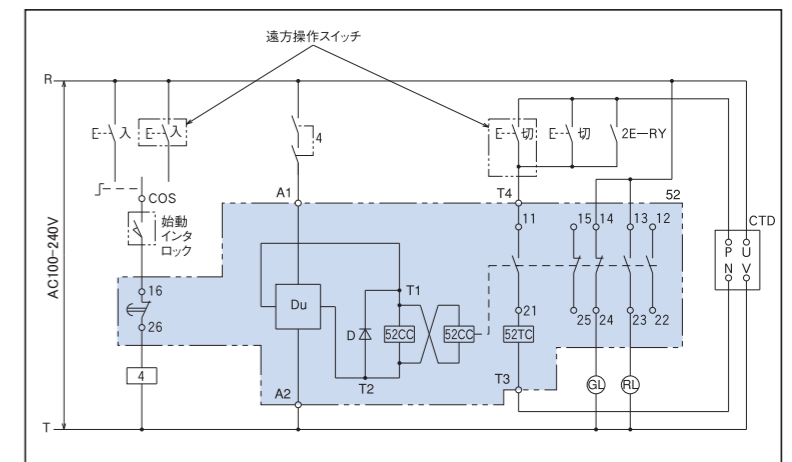 遠方操作スイッチ
R
E 入
E 入
4
E 切
E 切
2E－RY
COS
A1
T4
52
始動
インタ
ロック
11
15 14
13 12
CTD
P U
N V
AC100-240V
16
26
T1
Du
D
52CC
52CC
21
25 24
23 22
52TC
4
A2
T2
T3
GL
RL
T